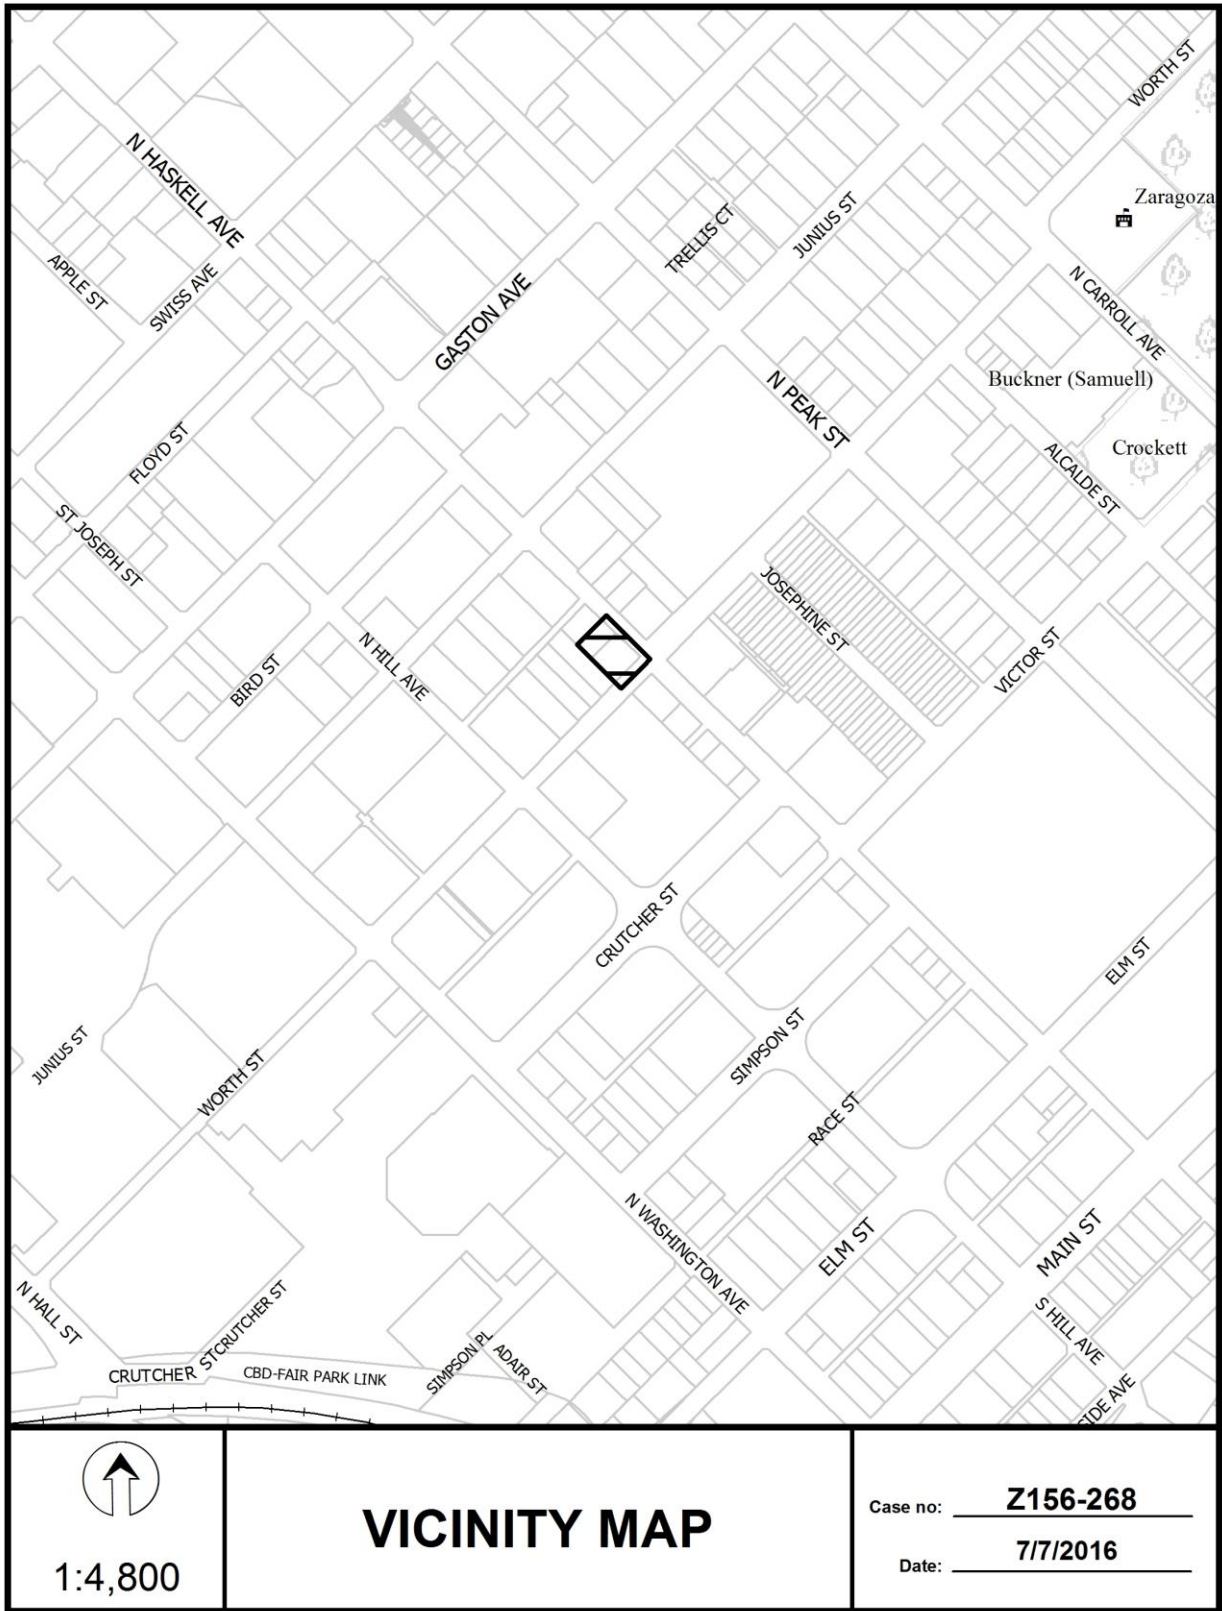 WORTH ST
N HASKELL AVE
Zaragoza
TRELLIS CT
JUNIUS ST
APPLE ST
SWISS AVE
GASTON AVE
N CARROLL AVE
Buckner (Samuell)
N PEAK ST
FLOYD ST
Crockett
ALCALDE ST
ST JOSEPH ST
JOSEPHINE ST
BIRD ST
N HILL AVE
VICTOR ST
CRUTCHER ST
ELM ST
JUNIUS ST
WORTH ST
SIMPSON ST
RACE ST
N WASHINGTON AVE
ELM ST
MAIN ST
N HALL ST
CRUTCHER ST
S HILL AVE
CRUTCHER ST
CBD-FAIR PARK LINK
SIMPSON PL
ADAIR ST
SIDE AVE
1:4,800
VICINITY MAP
Case no: Z156-268
Date: 7/7/2016